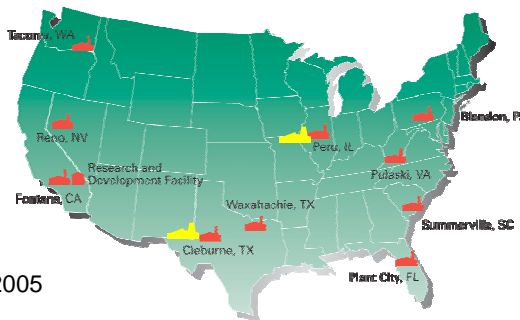 Tacoma, WA
Blandon, P
Reno, NV
Peru, IL
Research and
Development Facility
Pulaski, VA
Fontana, CA
Waxahachie, TX
Summerville, SC
Cleburne, TX
Plant City, FL
2005